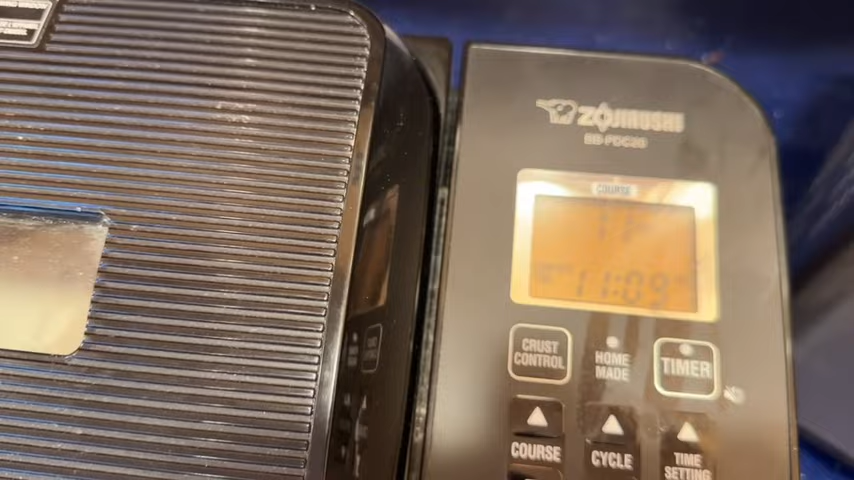 ZOJIRUSHI
BB-PDC20
COURSE
11:09
CRUST
CONTROL
HOME
MADE
TIMER
COURSE
CYCLE
TIME
SETTING